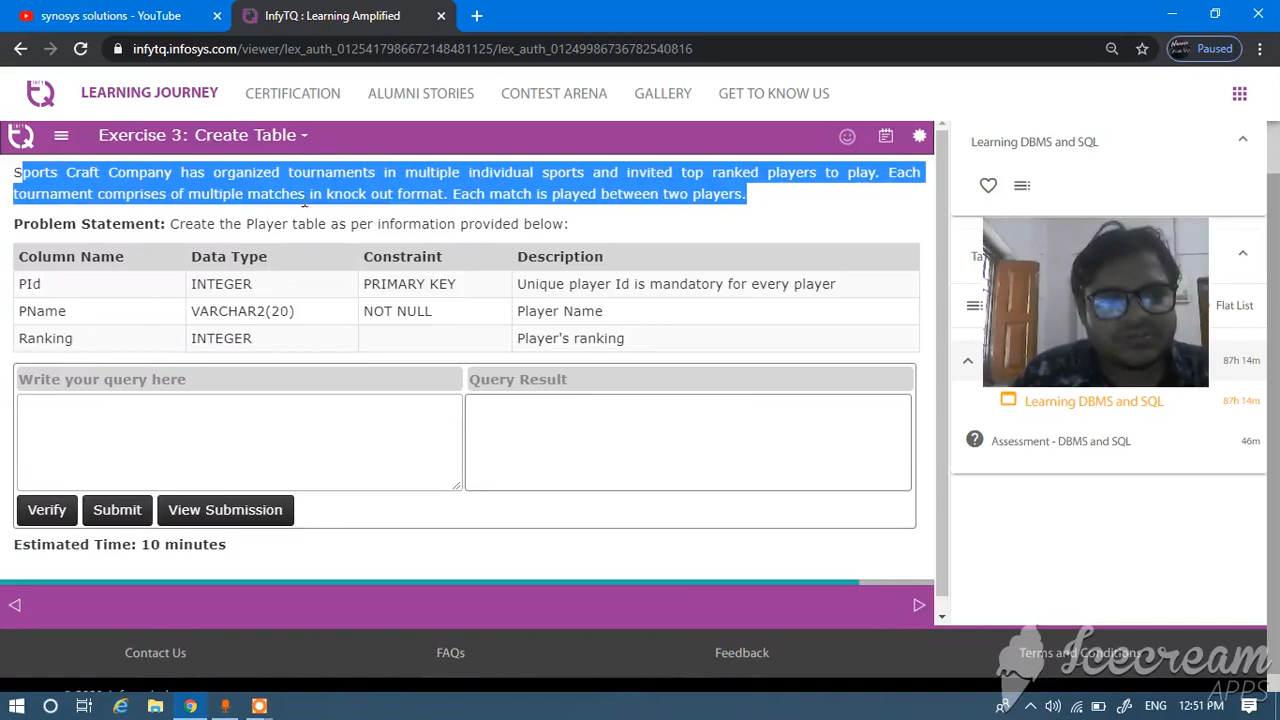 synosys solutions - YouTube
InfyTQ : Learning Amplified
infytq.infosys.com/viewer/lex_auth_012541798667214848​1125/lex_auth_01249986736782540816
Paused
LEARNING JOURNEY CERTIFICATION ALUMNI STORIES CONTEST ARENA GALLERY GET TO KNOW US
Exercise 3: Create Table
Sports Craft Company has organized tournaments in multiple individual sports and invited top ranked players to play. Each
tournament comprises of multiple matches in knock out format. Each match is played between two players.
Problem Statement: Create the Player table as per information provided below:
Column Name Data Type Constraint Description
PId INTEGER PRIMARY KEY Unique player Id is mandatory for every player
PName VARCHAR2(20) NOT NULL Player Name
Ranking INTEGER Player's ranking
Write your query here Query Result
Verify Submit View Submission
Estimated Time: 10 minutes
Learning DBMS and SQL
Ta
Flat List
87h 14m
Learning DBMS and SQL 87h 14m
Assessment - DBMS and SQL 46m
Contact Us FAQs Feedback Terms and Conditions
Icecream
APPS
ENG 12:51 PM